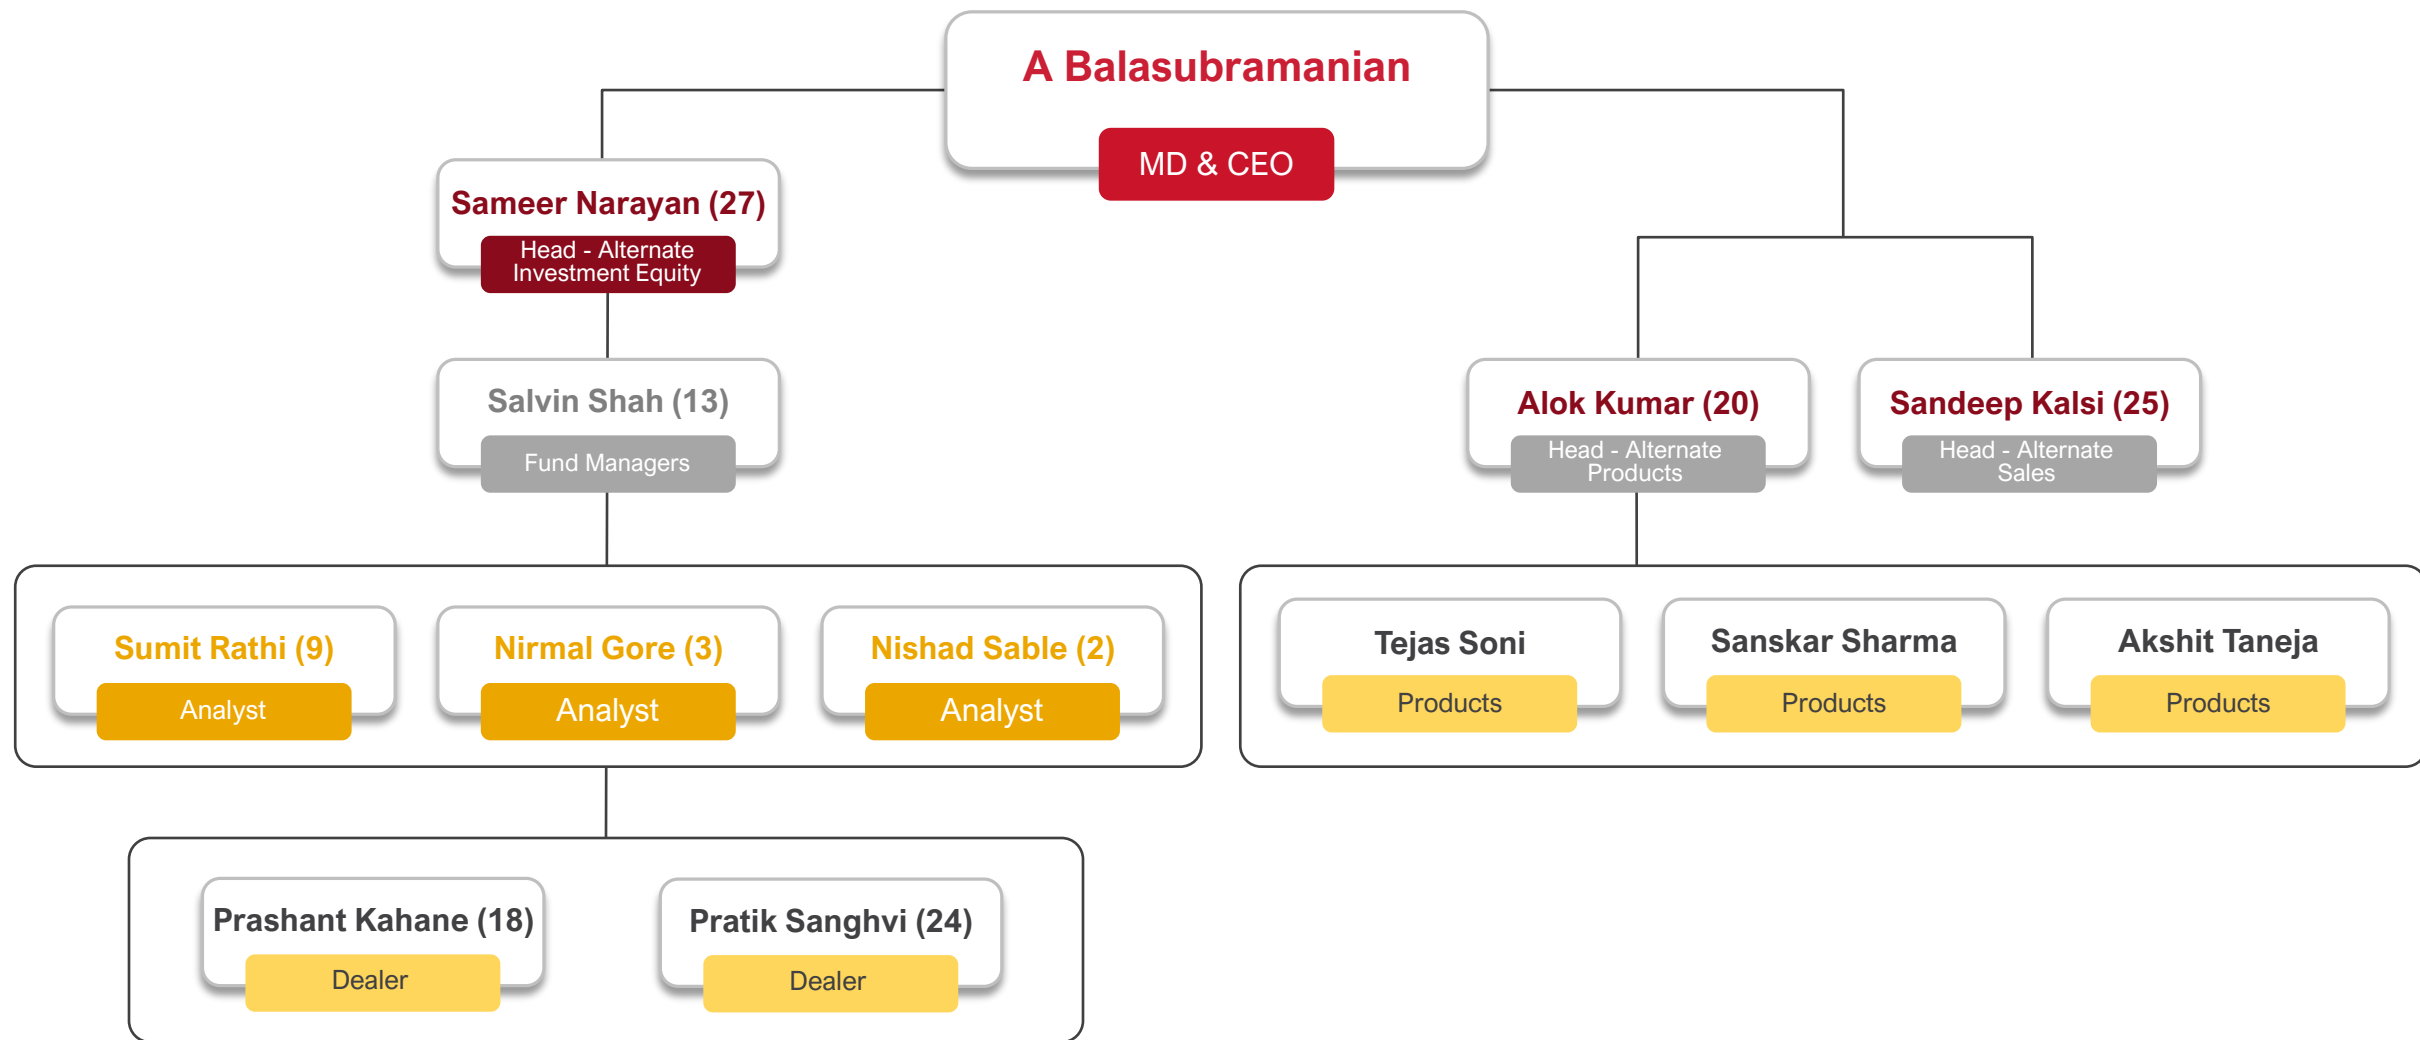 A Balasubramanian
MD & CEO
Sameer Narayan (27)
Head - Alternate
Investment Equity
Salvin Shah (13)
Fund Managers
Alok Kumar (20)
Head - Alternate
Products
Sandeep Kalsi (25)
Head - Alternate
Sales
Sumit Rathi (9)
Analyst
Nirmal Gore (3)
Analyst
Nishad Sable (2)
Analyst
Tejas Soni
Products
Sanskar Sharma
Products
Akshit Taneja
Products
Prashant Kahane (18)
Dealer
Pratik Sanghvi (24)
Dealer